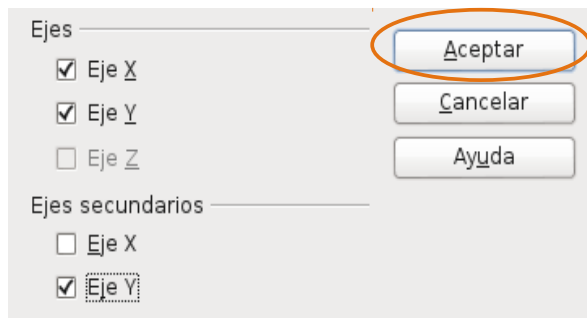 Ejes
Eje X
Eje Y
Eje Z
Ejes secundarios
Eje X
Eje Y
Aceptar
Cancelar
Ayuda